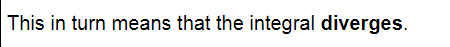 This in turn means that the integral diverges.